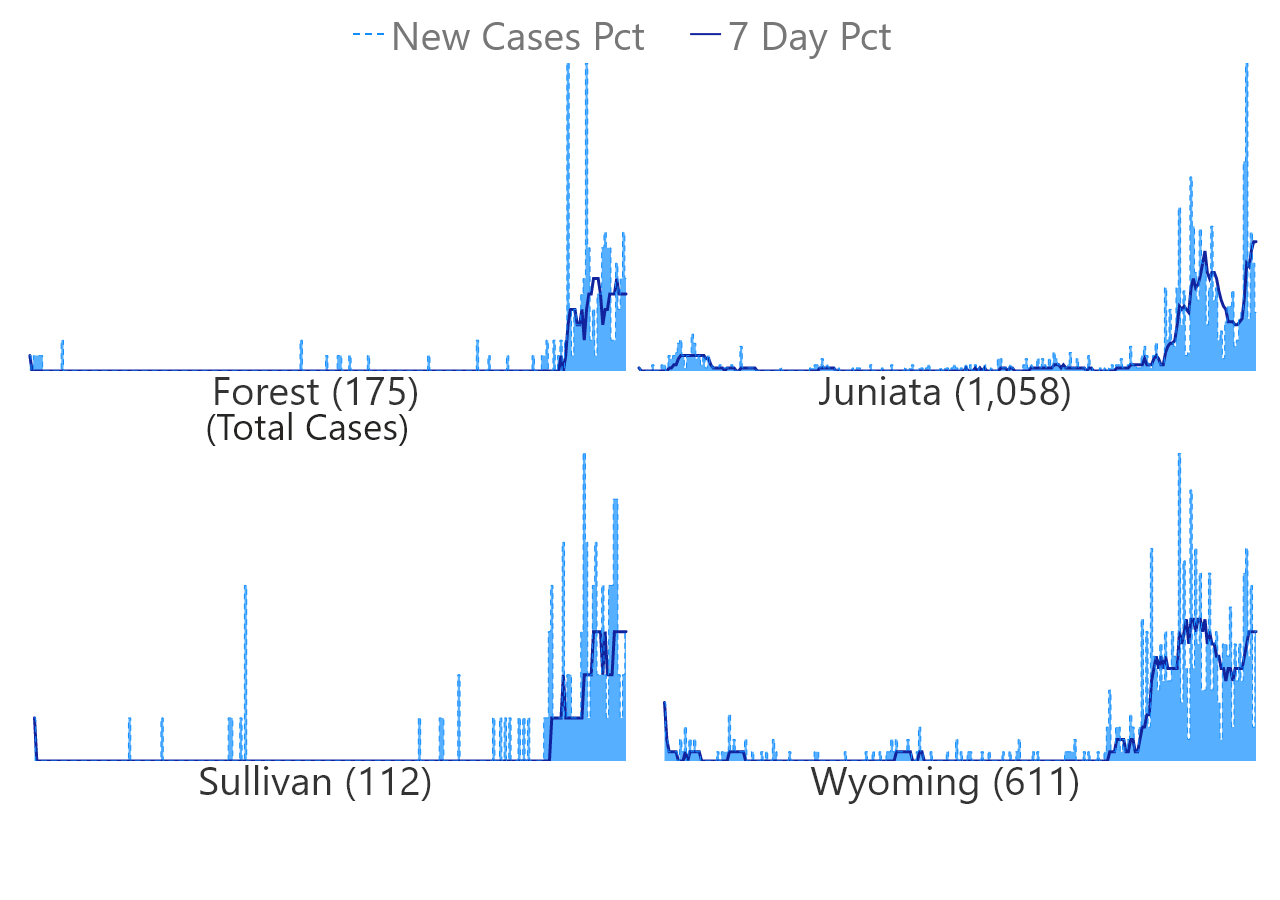 New Cases Pct 7 Day Pct
Forest (175)
(Total Cases)
Juniata (1,058)
Sullivan (112)
Wyoming (611)